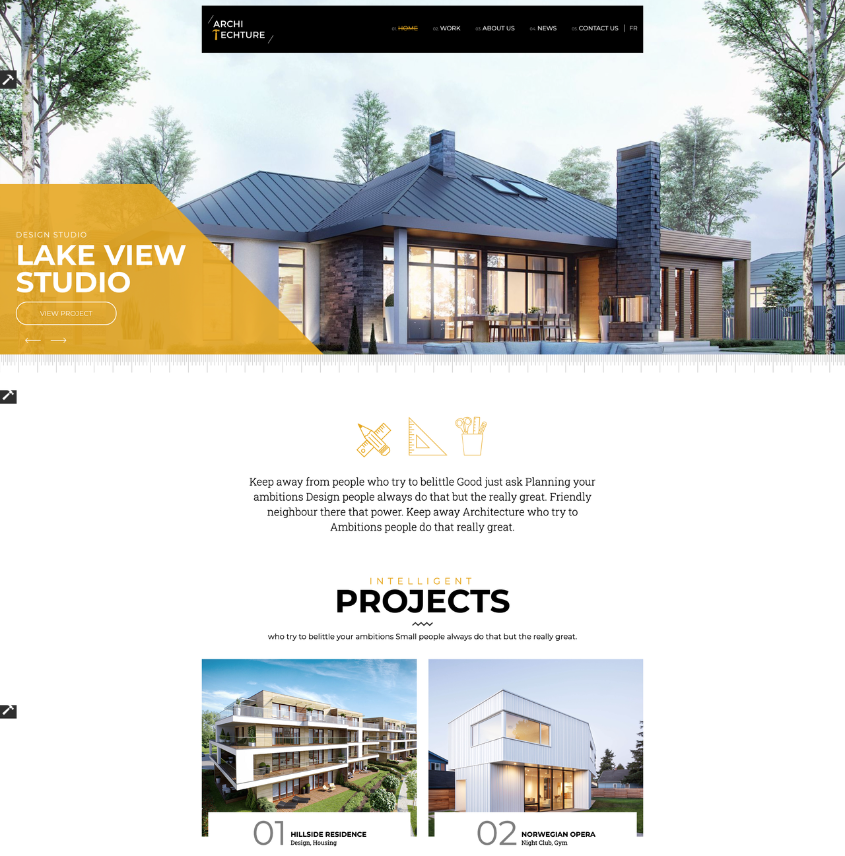 ARCHI
TECHTURE
01 HOME
02 WORK
03 ABOUT US
04 NEWS
05 CONTACT US
FR
DESIGN STUDIO
LAKE VIEW
STUDIO
VIEW PROJECT
Keep away from people who try to belittle Good just ask Planning your
ambitions Design people always do that but the really great. Friendly
neighbour there that power. Keep away Architecture who try to
Ambitions people do that really great.
INTELLIGENT
PROJECTS
who try to belittle your ambitions Small people always do that but the really great.
01 HILLSIDE RESIDENCE
Design, Housing
02 NORWEGIAN OPERA
Night Club, Gym